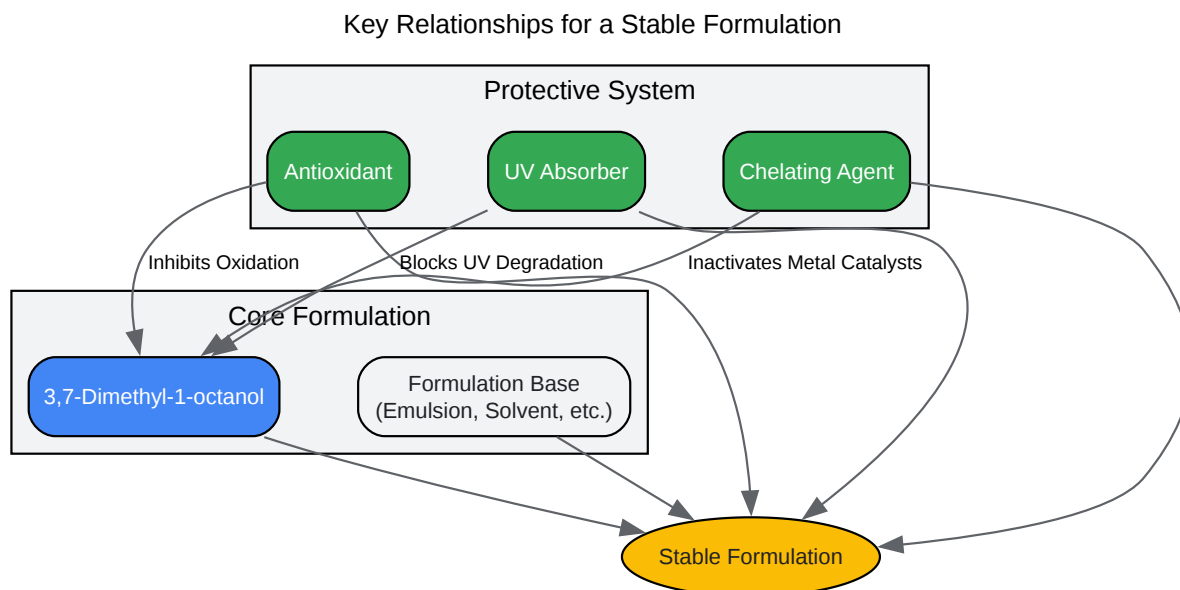 Key Relationships for a Stable Formulation
Protective System
Antioxidant
UV Absorber
Chelating Agent
Inhibits Oxidation
Blocks UV Degradation
Inactivates Metal Catalysts
Core Formulation
3,7-Dimethyl-1-octanol
Formulation Base
(Emulsion, Solvent, etc.)
Stable Formulation